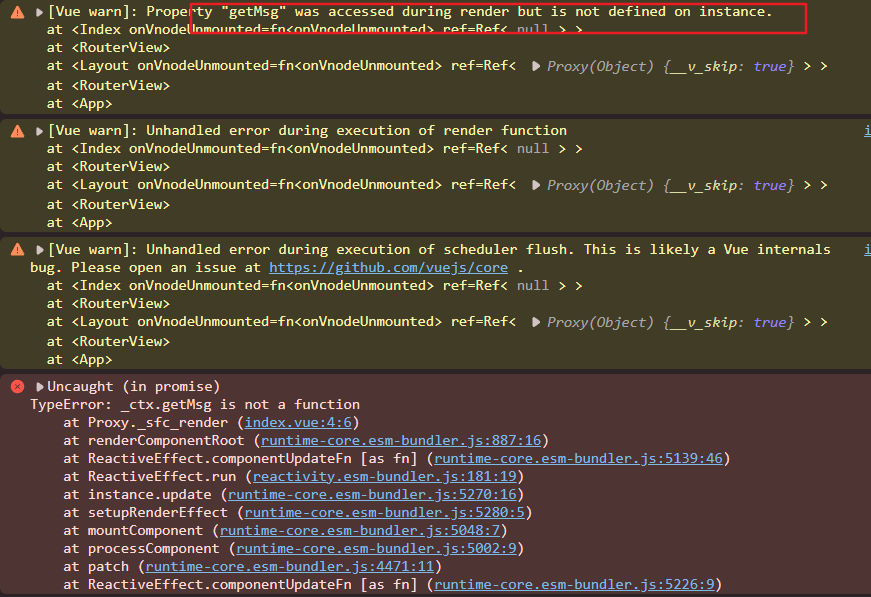 [Vue warn]: Property "getMsg" was accessed during render but is not defined on instance.
at <Index onVnodeUnmounted=fn<onVnodeUnmounted> ref=Ref< null > >
at <RouterView>
at <Layout onVnodeUnmounted=fn<onVnodeUnmounted> ref=Ref< ▶ Proxy(Object) {__v_skip: true} > >
at <RouterView>
at <App>
[Vue warn]: Unhandled error during execution of render function
at <Index onVnodeUnmounted=fn<onVnodeUnmounted> ref=Ref< null > >
at <RouterView>
at <Layout onVnodeUnmounted=fn<onVnodeUnmounted> ref=Ref< ▶ Proxy(Object) {__v_skip: true} > >
at <RouterView>
at <App>
[Vue warn]: Unhandled error during execution of scheduler flush. This is likely a Vue internals
bug. Please open an issue at https://github.com/vuejs/core .
at <Index onVnodeUnmounted=fn<onVnodeUnmounted> ref=Ref< null > >
at <RouterView>
at <Layout onVnodeUnmounted=fn<onVnodeUnmounted> ref=Ref< ▶ Proxy(Object) {__v_skip: true} > >
at <RouterView>
at <App>
Uncaught (in promise)
TypeError: _ctx.getMsg is not a function
at Proxy._sfc_render (index.vue:4:6)
at renderComponentRoot (runtime-core.esm-bundler.js:887:16)
at ReactiveEffect.componentUpdateFn [as fn] (runtime-core.esm-bundler.js:5139:46)
at ReactiveEffect.run (reactivity.esm-bundler.js:181:19)
at instance.update (runtime-core.esm-bundler.js:5270:16)
at setupRenderEffect (runtime-core.esm-bundler.js:5280:5)
at mountComponent (runtime-core.esm-bundler.js:5048:7)
at processComponent (runtime-core.esm-bundler.js:5002:9)
at patch (runtime-core.esm-bundler.js:4471:11)
at ReactiveEffect.componentUpdateFn [as fn] (runtime-core.esm-bundler.js:5226:9)